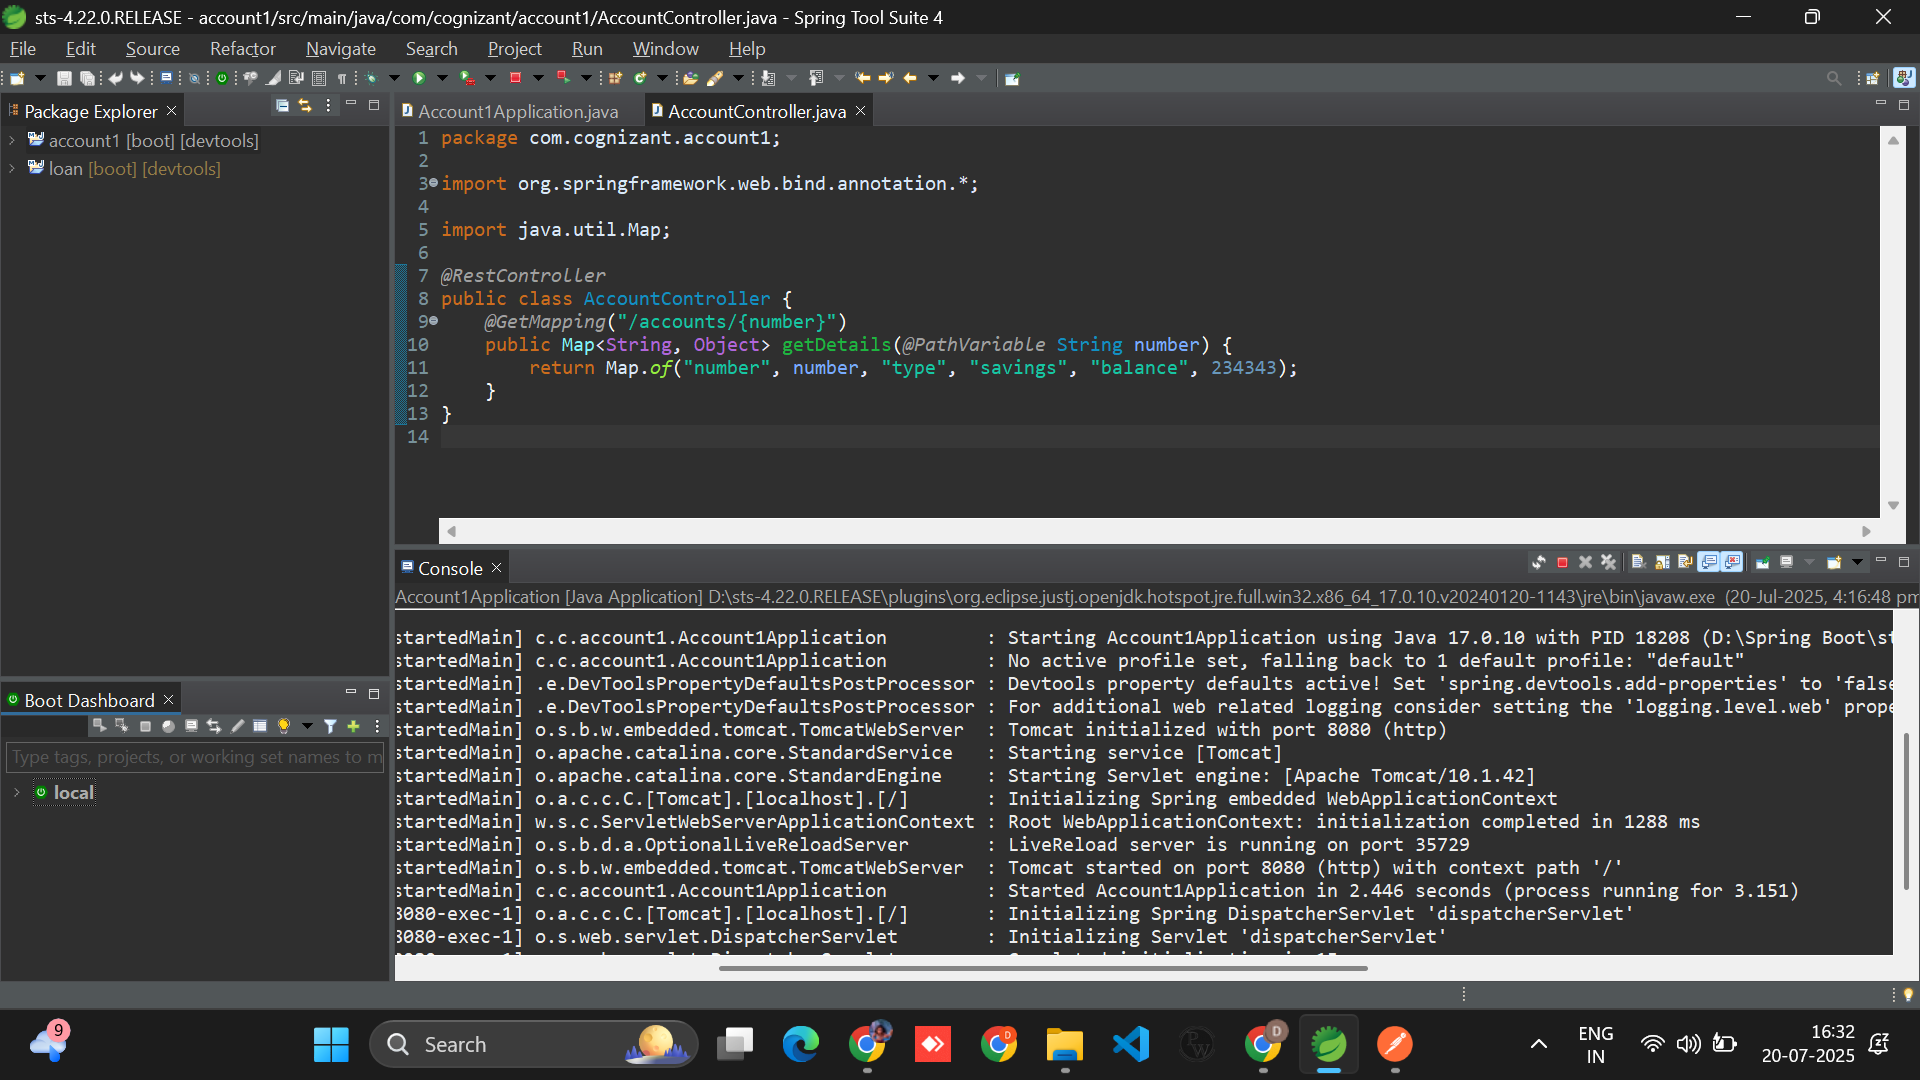 sts-4.22.0.RELEASE - account1/src/main/java/com/cognizant/account1/AccountController.java - Spring Tool Suite 4
File Edit Source Refactor Navigate Search Project Run Window Help
Package Explorer
account1 [boot] [devtools]
loan [boot] [devtools]
Account1Application.java AccountController.java
1 package com.cognizant.account1;
2
3 import org.springframework.web.bind.annotation.*;
4
5 import java.util.Map;
6
7 @RestController
8 public class AccountController {
9 @GetMapping("/accounts/{number}")
10 public Map<String, Object> getDetails(@PathVariable String number) {
11 return Map.of("number", number, "type", "savings", "balance", 234343);
12 }
13 }
14
Console
Account1Application [Java Application] D:\sts-4.22.0.RELEASE\plugins\org.eclipse.justj.openjdk.hotspot.jre.full.win32.x86_64_17.0.10.v20240120-1143\jre\bin\javaw.exe (20-Jul-2025, 4:16:48 pm
startedMain] c.c.account1.Account1Application : Starting Account1Application using Java 17.0.10 with PID 18208 (D:\Spring Boot\st
startedMain] c.c.account1.Account1Application : No active profile set, falling back to 1 default profile: "default"
startedMain] .e.DevToolsPropertyDefaultsPostProcessor : Devtools property defaults active! Set 'spring.devtools.add-properties' to 'false
startedMain] .e.DevToolsPropertyDefaultsPostProcessor : For additional web related logging consider setting the 'logging.level.web' prope
startedMain] o.s.b.w.embedded.tomcat.TomcatWebServer : Tomcat initialized with port 8080 (http)
startedMain] o.apache.catalina.core.StandardService : Starting service [Tomcat]
startedMain] o.apache.catalina.core.StandardEngine : Starting Servlet engine: [Apache Tomcat/10.1.42]
startedMain] o.a.c.c.C.[Tomcat].[localhost].[/] : Initializing Spring embedded WebApplicationContext
startedMain] w.s.c.ServletWebServerApplicationContext : Root WebApplicationContext: initialization completed in 1288 ms
startedMain] o.s.b.d.a.OptionalLiveReloadServer : LiveReload server is running on port 35729
startedMain] o.s.b.w.embedded.tomcat.TomcatWebServer : Tomcat started on port 8080 (http) with context path '/'
startedMain] c.c.account1.Account1Application : Started Account1Application in 2.446 seconds (process running for 3.151)
8080-exec-1] o.a.c.c.C.[Tomcat].[localhost].[/] : Initializing Spring DispatcherServlet 'dispatcherServlet'
8080-exec-1] o.s.web.servlet.DispatcherServlet : Initializing Servlet 'dispatcherServlet'
Boot Dashboard
Type tags, projects, or working set names to m
local
9
Search
D
D
ENG
IN
16:32
20-07-2025